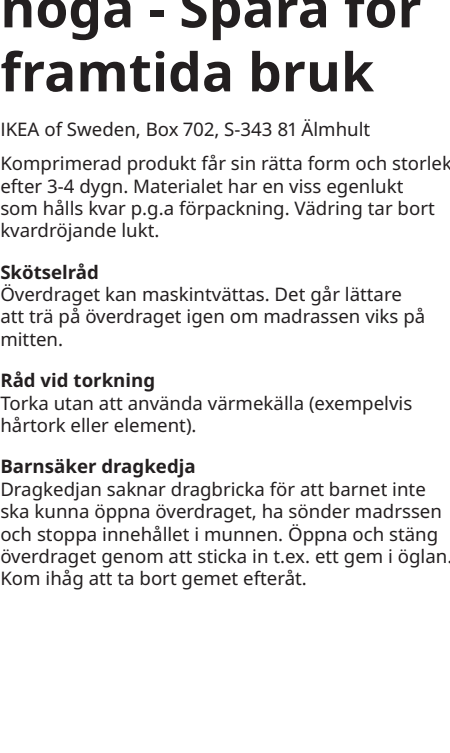 noga - Spara för
framtida bruk
IKEA of Sweden, Box 702, S-343 81 Älmhult
Komprimerad produkt får sin rätta form och storlek
efter 3-4 dygn. Materialet har en viss egenlukt
som hålls kvar p.g.a förpackning. Vädring tar bort
kvardröjande lukt.
Skötselråd
Överdraget kan maskintvättas. Det går lättare
att trä på överdraget igen om madrassen viks på
mitten.
Råd vid torkning
Torka utan att använda värmekälla (exempelvis
hårtork eller element).
Barnsäker dragkedja
Dragkedjan saknar dragbricka för att barnet inte
ska kunna öppna överdraget, ha sönder madrssen
och stoppa innehållet i munnen. Öppna och stäng
överdraget genom att sticka in t.ex. ett gem i öglan.
Kom ihåg att ta bort gemet efteråt.